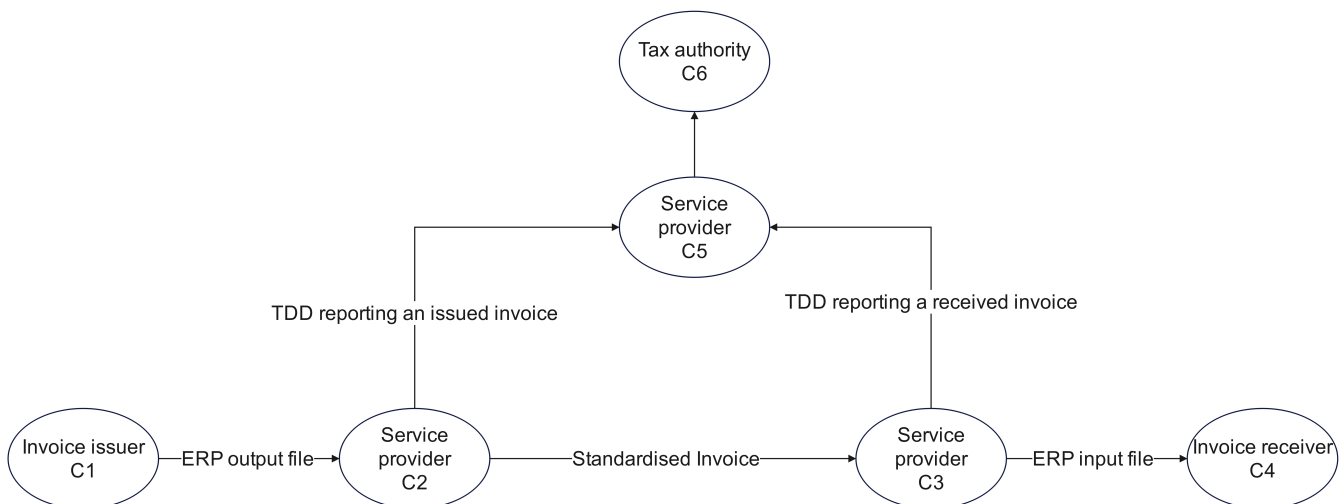 Tax authority
C6
Service
provider
C5
TDD reporting an issued invoice
TDD reporting a received invoice
Invoice issuer
C1
ERP output file
Service
provider
C2
Standardised Invoice
Service
provider
C3
ERP input file
Invoice receiver
C4